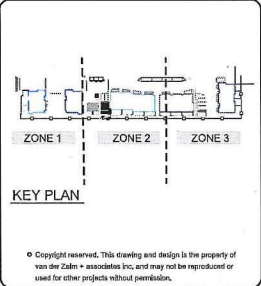 ZONE 1 ZONE 2 ZONE 3
KEY PLAN
© Copyright reserved. This drawing and design is the property of
van der Zalm + associates inc, and may not be reproduced or
used for other projects without permission.